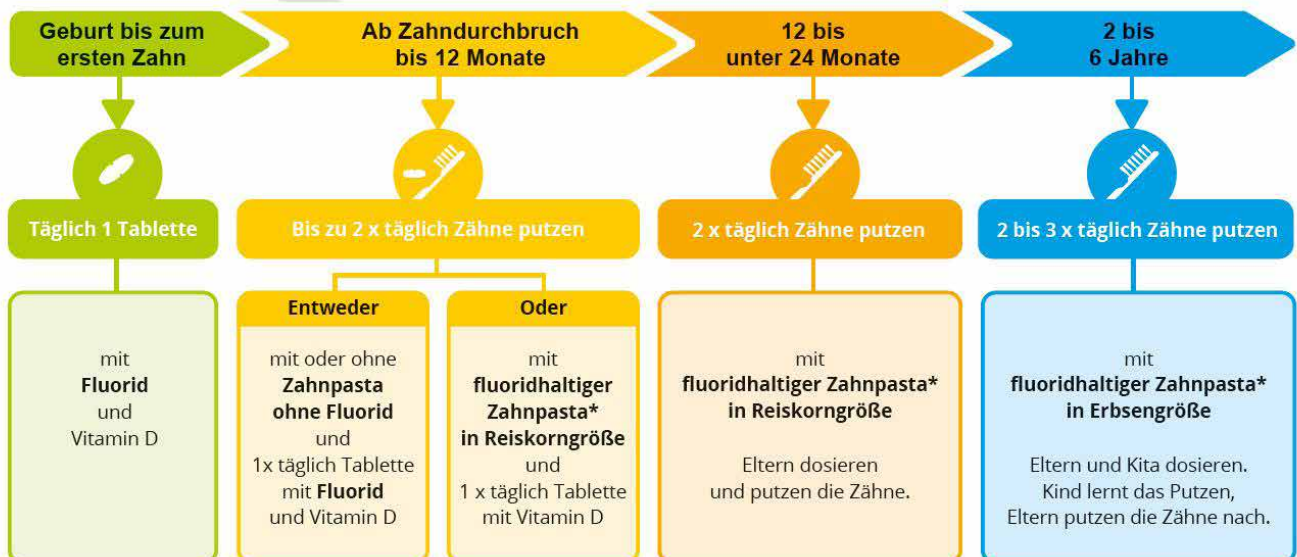 Geburt bis zum
ersten Zahn
Ab Zahndurchbruch
bis 12 Monate
12 bis
unter 24 Monate
2 bis
6 Jahre
Täglich 1 Tablette
Bis zu 2 x täglich Zähne putzen
2 x täglich Zähne putzen
2 bis 3 x täglich Zähne putzen
mit
Fluorid
und
Vitamin D
Entweder
mit oder ohne
Zahnpasta
ohne Fluorid
und
1x täglich Tablette
mit Fluorid
und Vitamin D
Oder
mit
fluoridhaltiger
Zahnpasta*
in Reiskorngröße
und
1 x täglich Tablette
mit Vitamin D
mit
fluoridhaltiger Zahnpasta*
in Reiskorngröße
Eltern dosieren
und putzen die Zähne.
mit
fluoridhaltiger Zahnpasta*
in Erbsengröße
Eltern und Kita dosieren.
Kind lernt das Putzen,
Eltern putzen die Zähne nach.